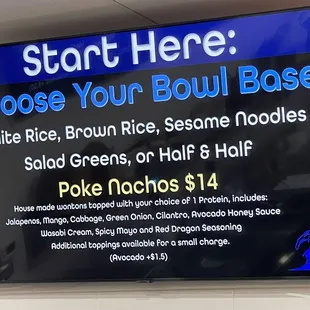 Start Here:
oose Your Bowl Base
ite Rice, Brown Rice, Sesame Noodles
Salad Greens, or Half & Half
Poke Nachos $14
House made wontons topped with your choice of 1 Protein, includes:
Jalapenos, Mango, Cabbage, Green Onion, Cilantro, Avocado Honey Sauce
Wasabi Cream, Spicy Mayo and Red Dragon Seasoning
Additional toppings available for a small charge.
(Avocado +$1.5)